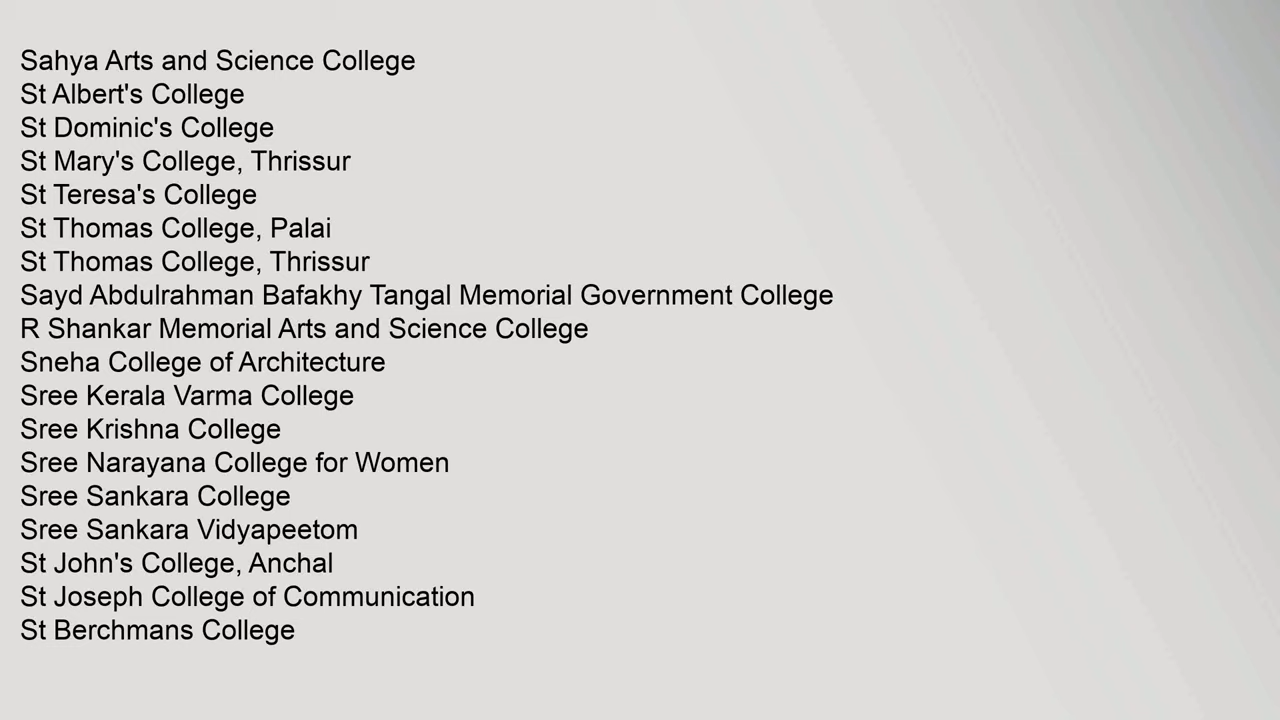 Sahya Arts and Science College
St Albert's College
St Dominic's College
St Mary's College, Thrissur
St Teresa's College
St Thomas College, Palai
St Thomas College, Thrissur
Sayd Abdulrahman Bafakhy Tangal Memorial Government College
R Shankar Memorial Arts and Science College
Sneha College of Architecture
Sree Kerala Varma College
Sree Krishna College
Sree Narayana College for Women
Sree Sankara College
Sree Sankara Vidyapeetom
St John's College, Anchal
St Joseph College of Communication
St Berchmans College